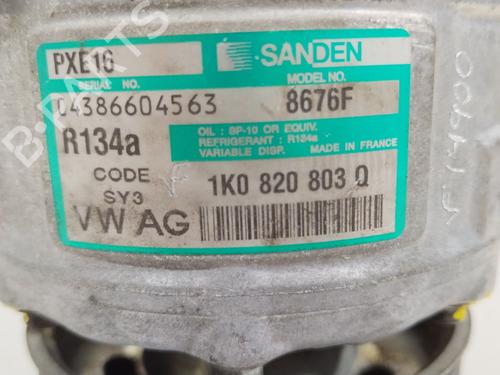 PXE16
SANDEN
SERIAL NO.
MODEL NO.
04386604563
8676F
R134a
OIL : SP-10 OR EQUIV.
REFRIGERANT : R134a
VARIABLE DISP. MADE IN FRANCE
CODE
SY3
1K0 820 803 Q
VW AG
B-PARTS